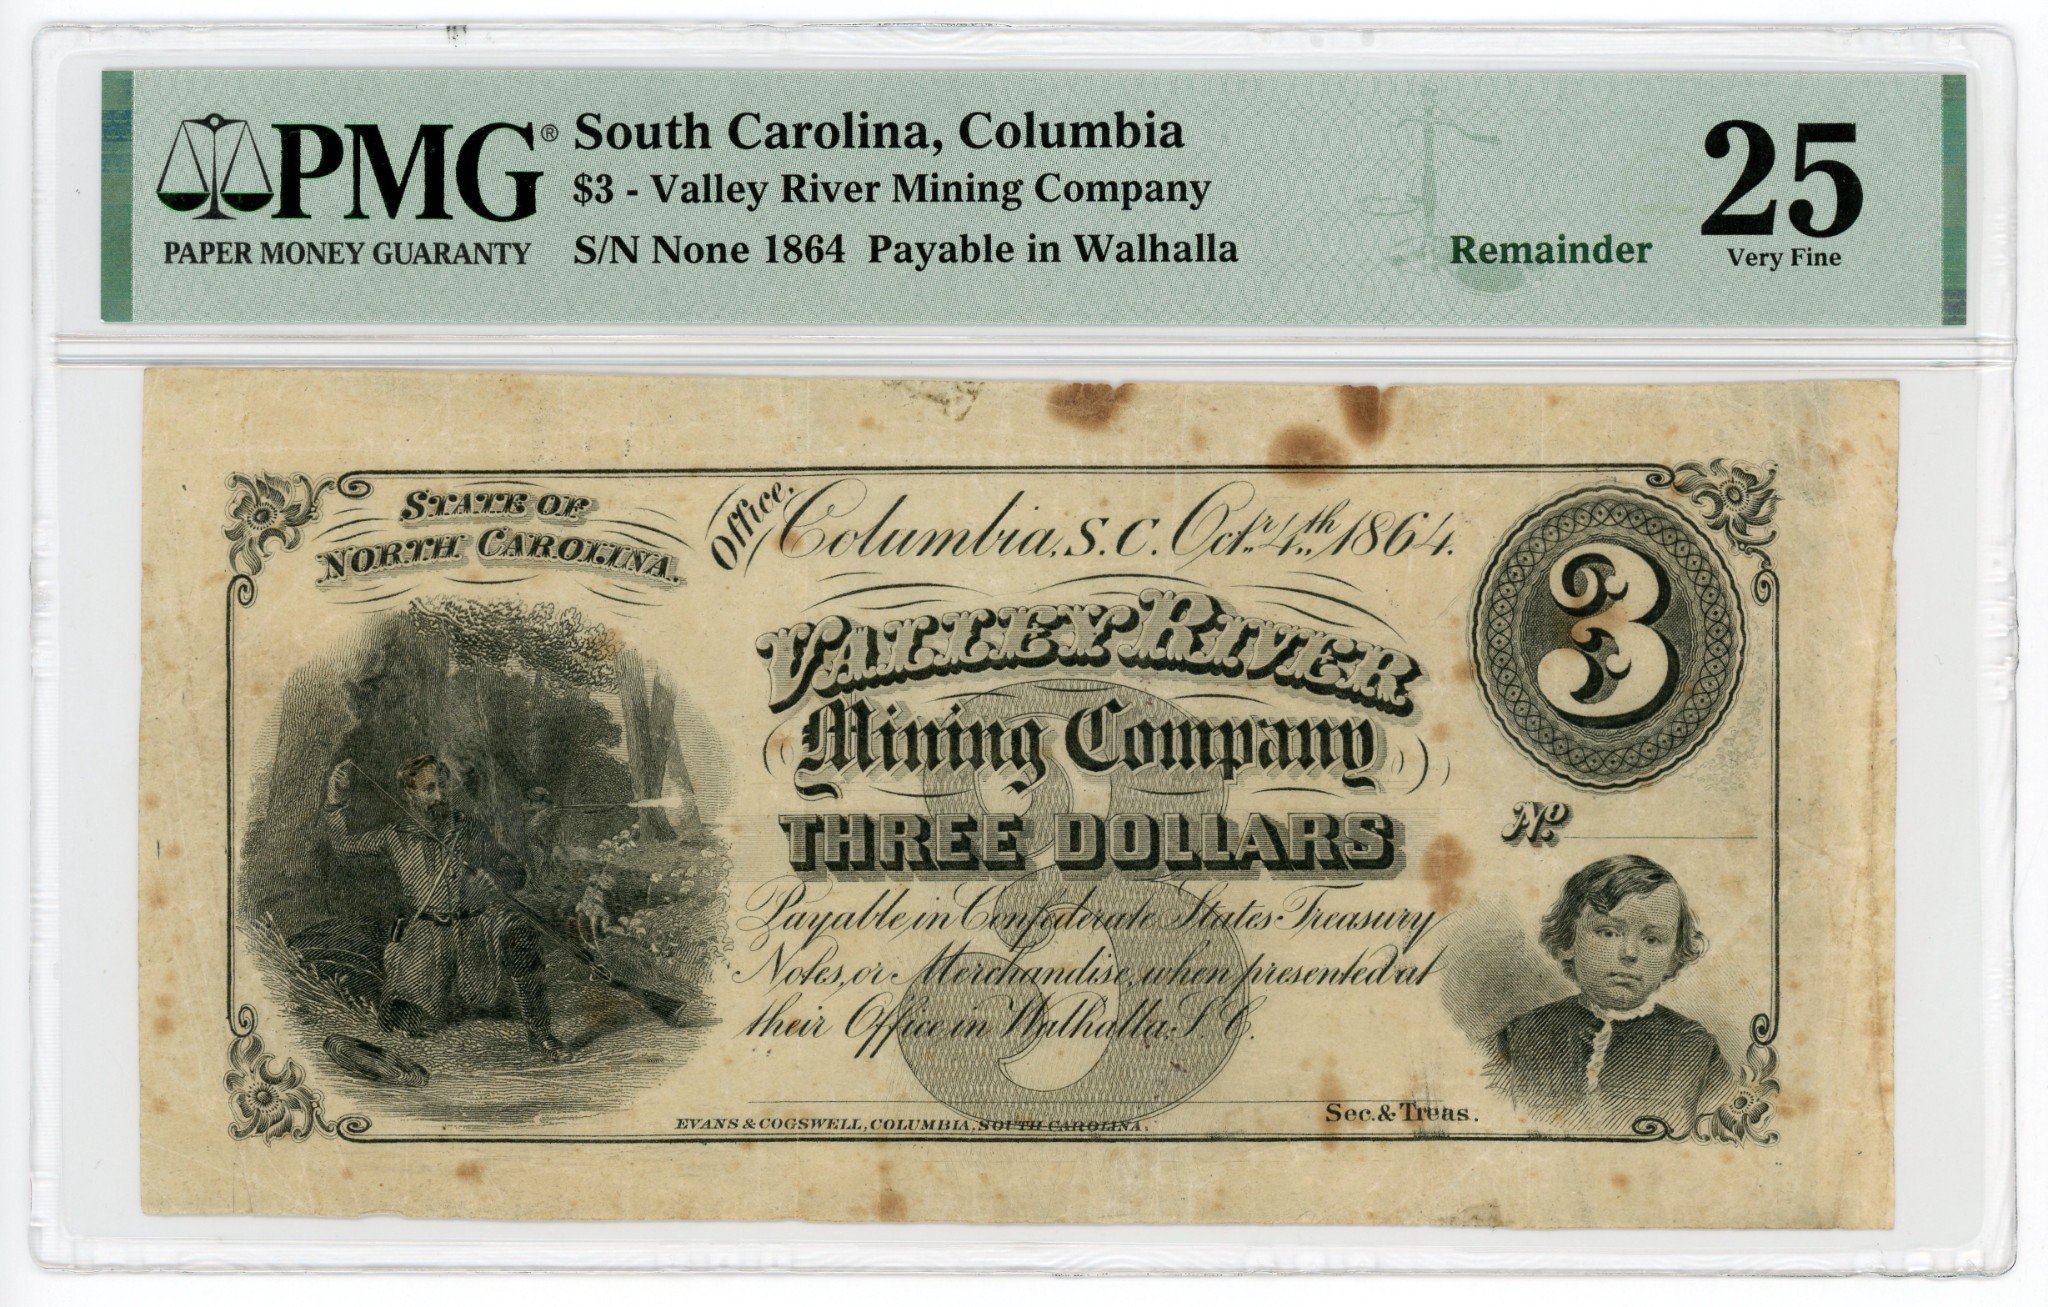 PMG®
PAPER MONEY GUARANTY
South Carolina, Columbia
$3 - Valley River Mining Company
S/N None 1864 Payable in Walhalla
Remainder
25
Very Fine
STATE OF
NORTH CAROLINA.
Office.
Columbia, S.C. Octr. 4th, 1864.
3
VALLEY RIVER
Mining Company
THREE DOLLARS
3
No.
Payable in Confederate States Treasury
Notes, or Merchandise, when presented at
their Office in Walhalla, S. C.
Sec. & Treas.
EVANS & COGSWELL, COLUMBIA, SOUTH CAROLINA.